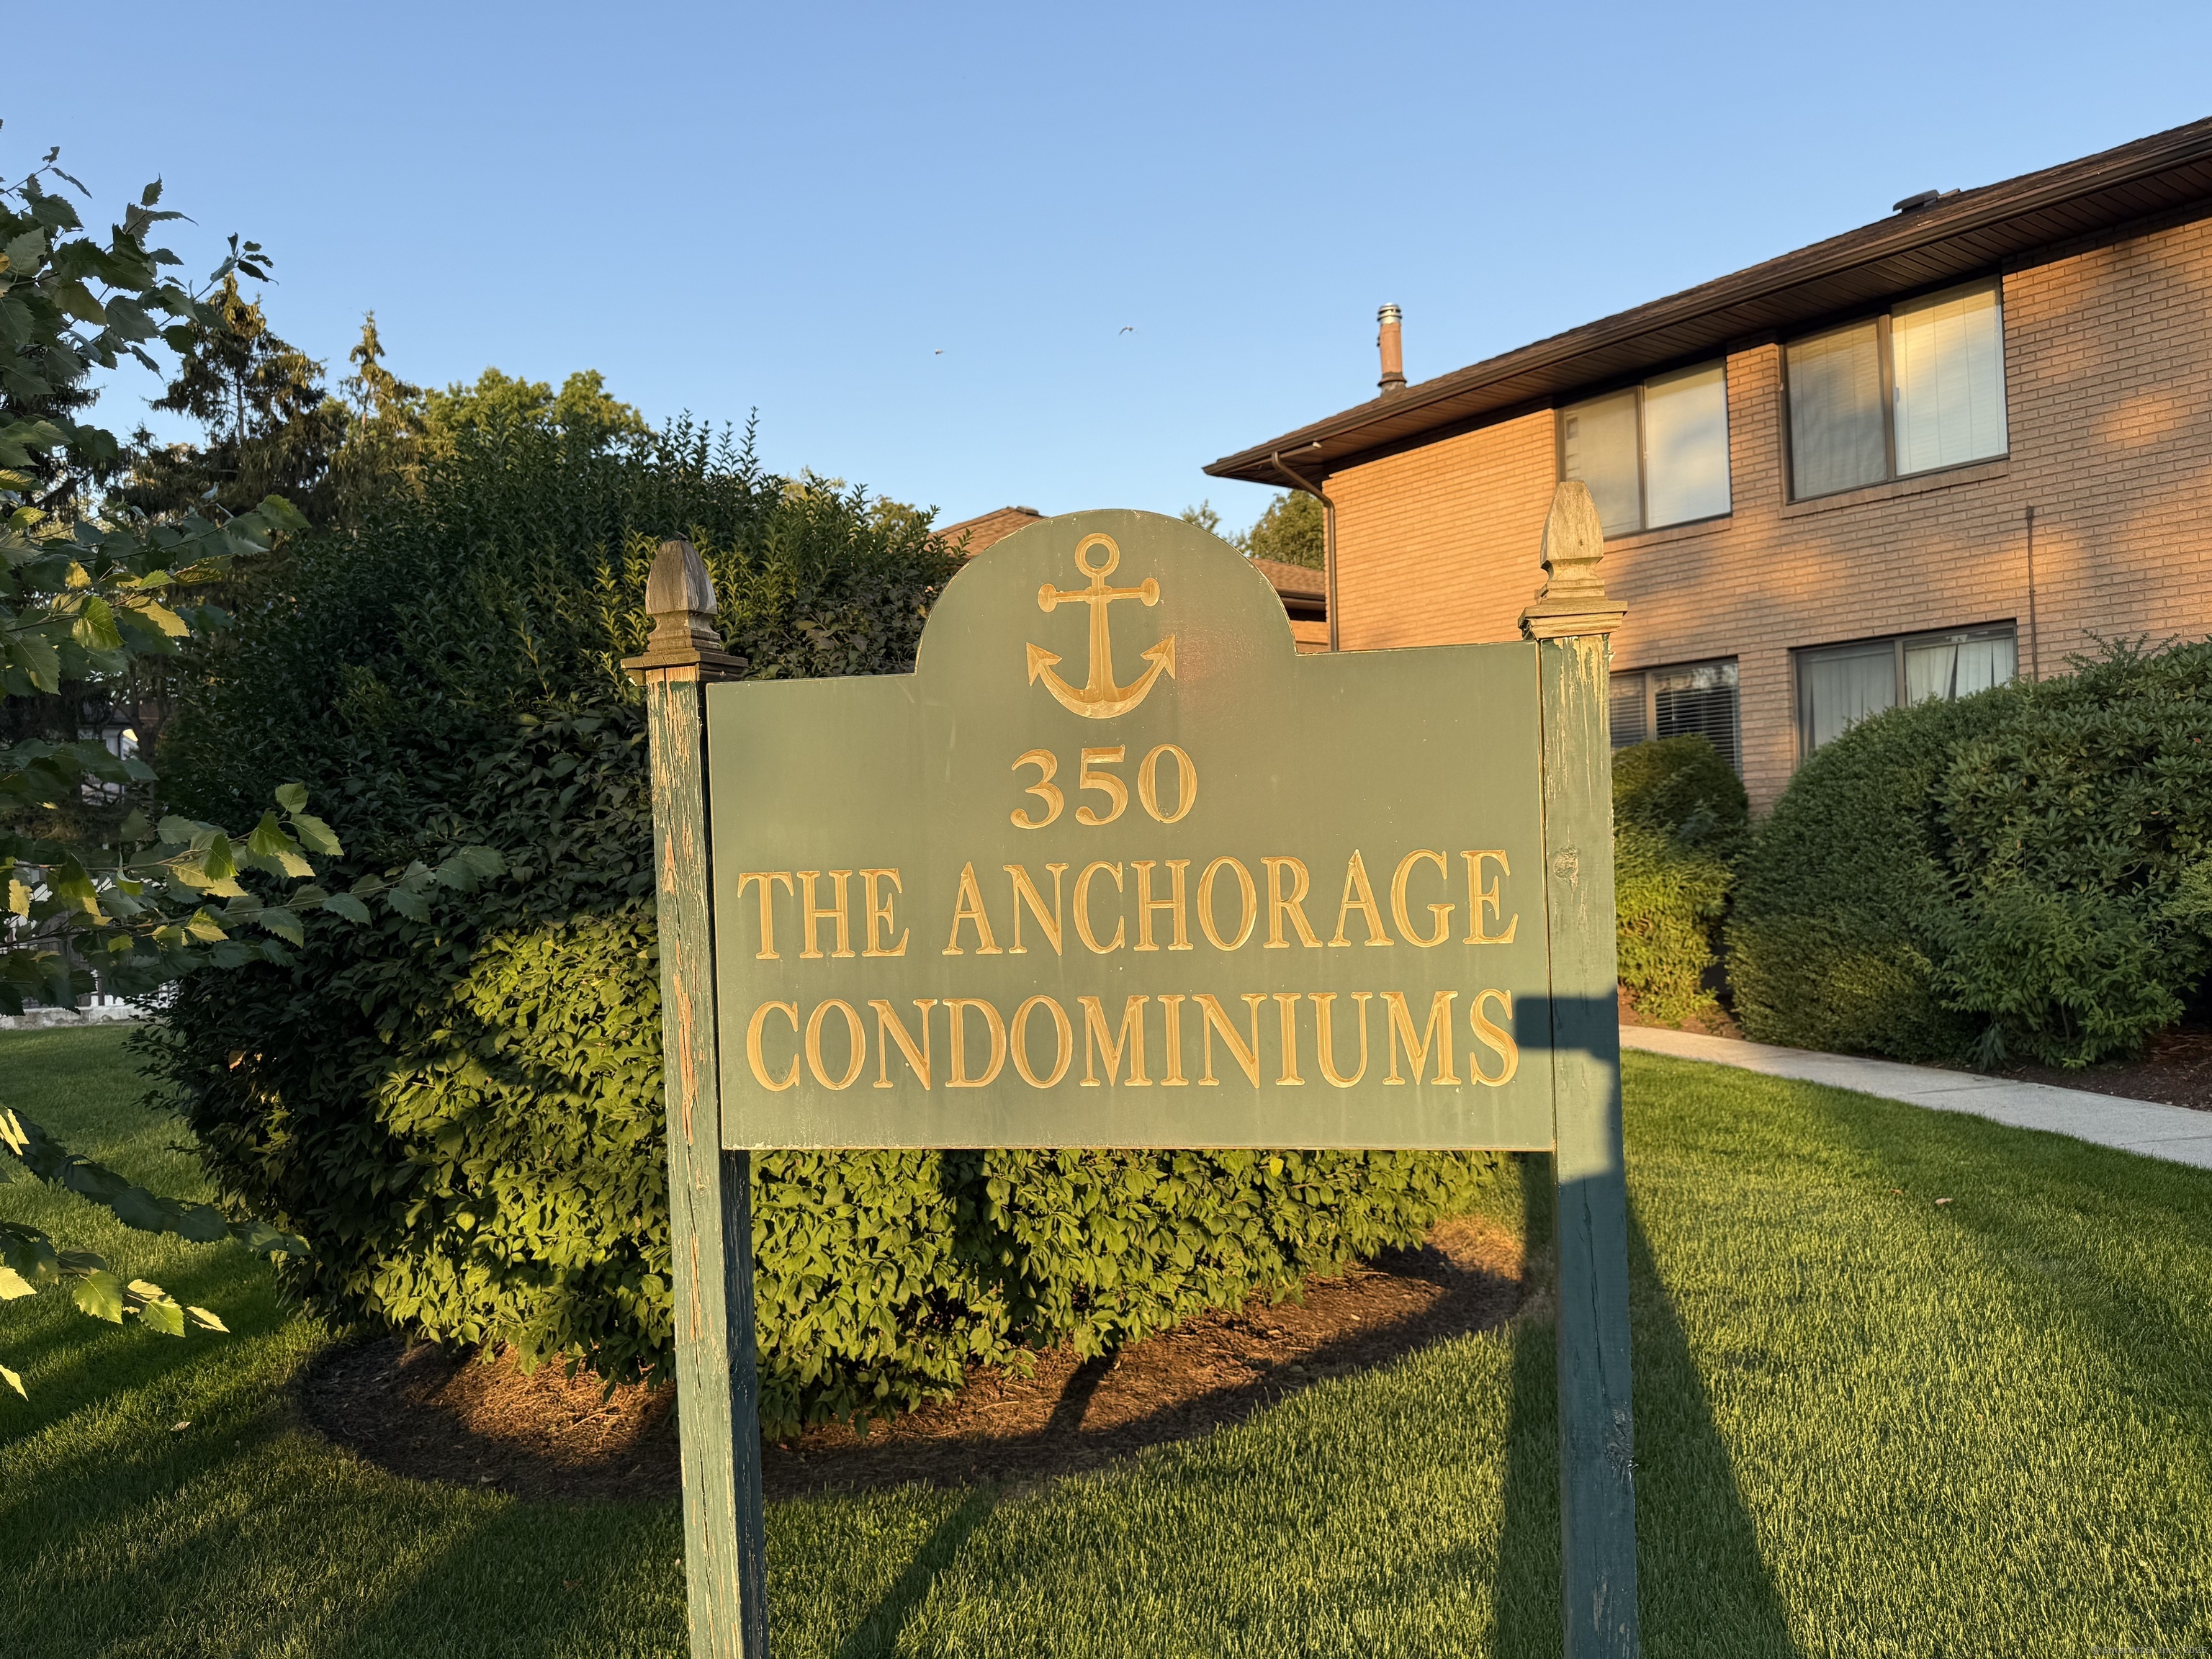 350
THE ANCHORAGE
CONDOMINIUMS